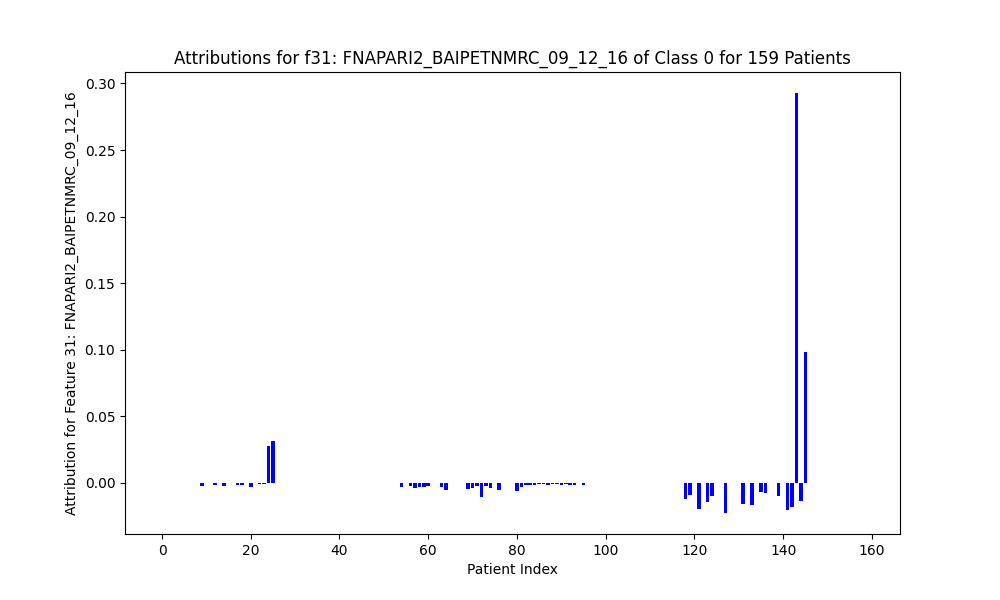 Attributions for f31: FNAPARI2_BAIPETNMRC_09_12_16 of Class 0 for 159 Patients
Attribution for Feature 31: FNAPARI2_BAIPETNMRC_09_12_16
0.30
0.25
0.20
0.15
0.10
0.05
0.00
0 20 40 60 80 100 120 140 160
Patient Index